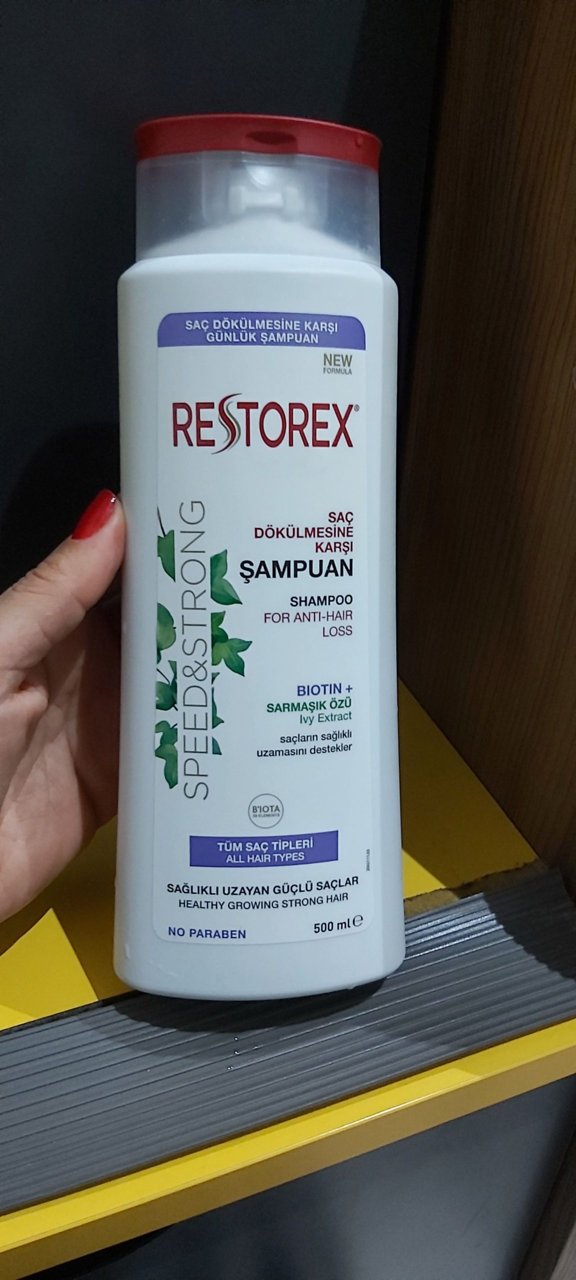 SAÇ DÖKÜLMESİNE KARŞI
GÜNLÜK ŞAMPUAN
NEW
FORMULA
RESTOREX®
SPEED&STRONG
SAÇ
DÖKÜLMESİNE
KARŞI
ŞAMPUAN
SHAMPOO
FOR ANTI-HAIR
LOSS
BIOTIN +
SARMAŞIK ÖZÜ
Ivy Extract
saçların sağlıklı
uzamasını destekler
B'IOTA
TÜM SAÇ TİPLERİ
ALL HAIR TYPES
SAĞLIKLI UZAYAN GÜÇLÜ SAÇLAR
HEALTHY GROWING STRONG HAIR
NO PARABEN
500 ml ℮